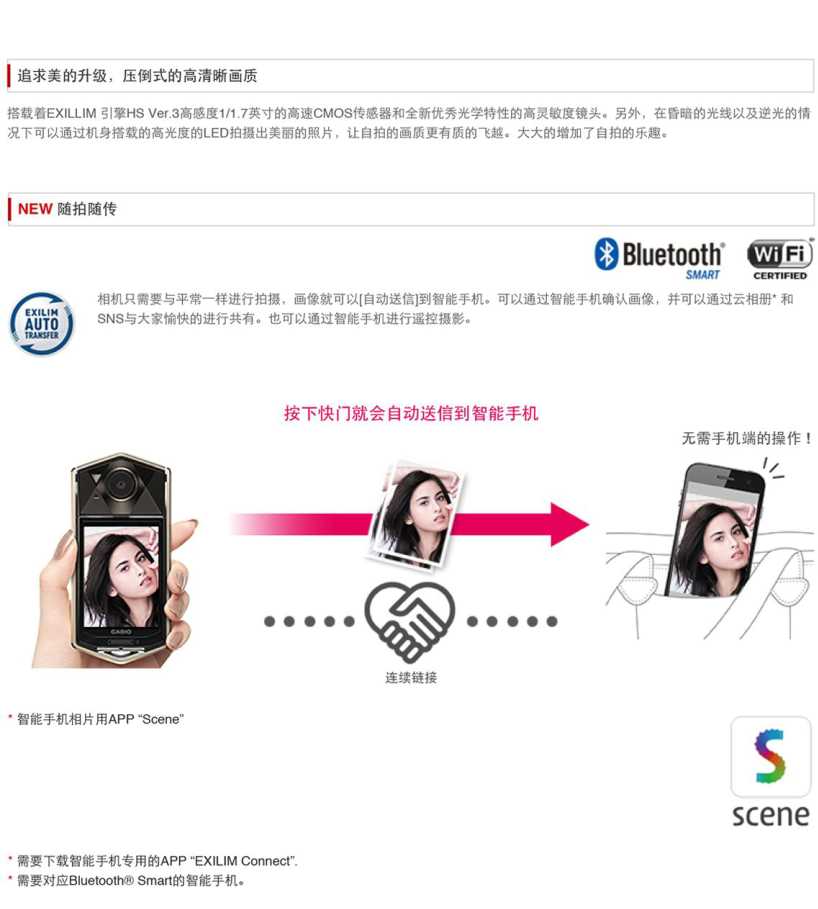 追求美的升级，压倒式的高清晰画质
搭载着EXILLIM 引擎HS Ver.3高感度1/1.7英寸的高速CMOS传感器和全新优秀光学特性的高灵敏度镜头。另外，在昏暗的光线以及逆光的情
况下可以通过机身搭载的高光度的LED拍摄出美丽的照片，让自拍的画质更有质的飞越。大大的增加了自拍的乐趣。
NEW 随拍随传
Bluetooth® SMART
Wi Fi® CERTIFIED
EXILIM
AUTO
TRANSFER
相机只需要与平常一样进行拍摄，画像就可以[自动送信]到智能手机。可以通过智能手机确认画像，并可以通过云相册* 和
SNS与大家愉快的进行共有。也可以通过智能手机进行遥控摄影。
按下快门就会自动送信到智能手机
无需手机端的操作！
CASIO
连续链接
* 智能手机相片用APP “Scene”
S
scene
* 需要下载智能手机专用的APP “EXILIM Connect”.
* 需要对应Bluetooth® Smart的智能手机。